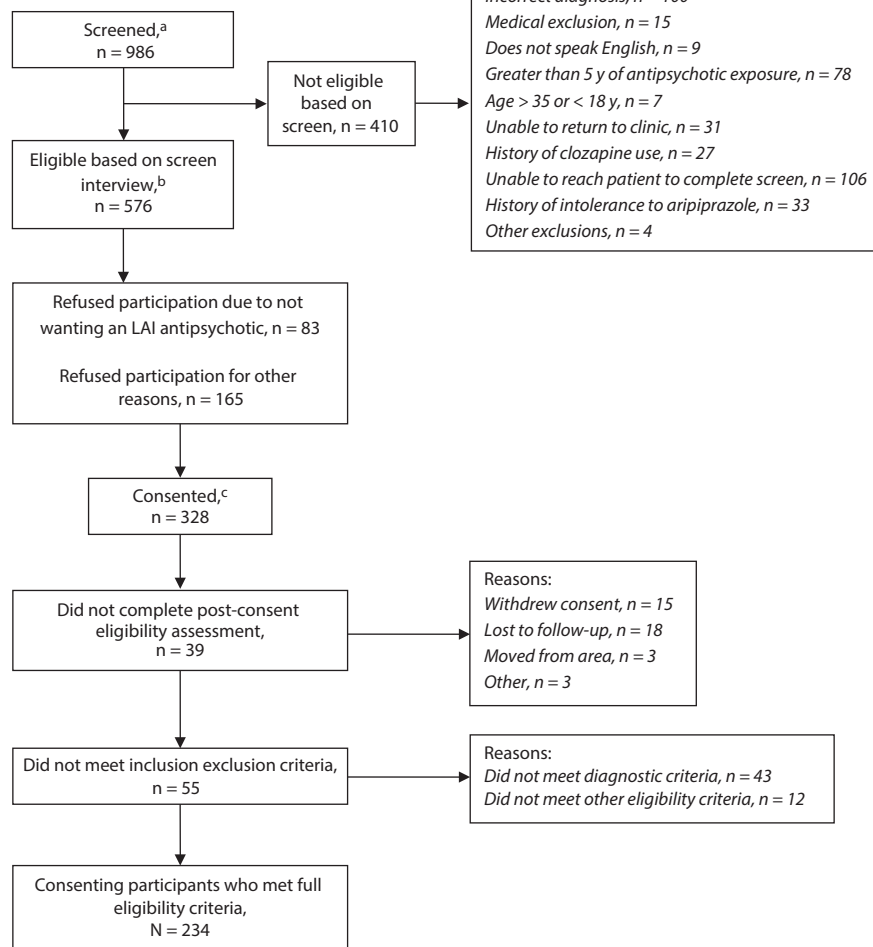 Screened,a
n = 986
Not eligible
based on
screen, n = 410
Incorrect diagnosis, n = 100
Medical exclusion, n = 15
Does not speak English, n = 9
Greater than 5 y of antipsychotic exposure, n = 78
Age > 35 or < 18 y, n = 7
Unable to return to clinic, n = 31
History of clozapine use, n = 27
Unable to reach patient to complete screen, n = 106
History of intolerance to aripiprazole, n = 33
Other exclusions, n = 4
Eligible based on screen
interview,b
n = 576
Refused participation due to not
wanting an LAI antipsychotic, n = 83
Refused participation for other
reasons, n = 165
Consented,c
n = 328
Did not complete post-consent
eligibility assessment,
n = 39
Reasons:
Withdrew consent, n = 15
Lost to follow-up, n = 18
Moved from area, n = 3
Other, n = 3
Did not meet inclusion exclusion criteria,
n = 55
Reasons:
Did not meet diagnostic criteria, n = 43
Did not meet other eligibility criteria, n = 12
Consenting participants who met full
eligibility criteria,
N = 234